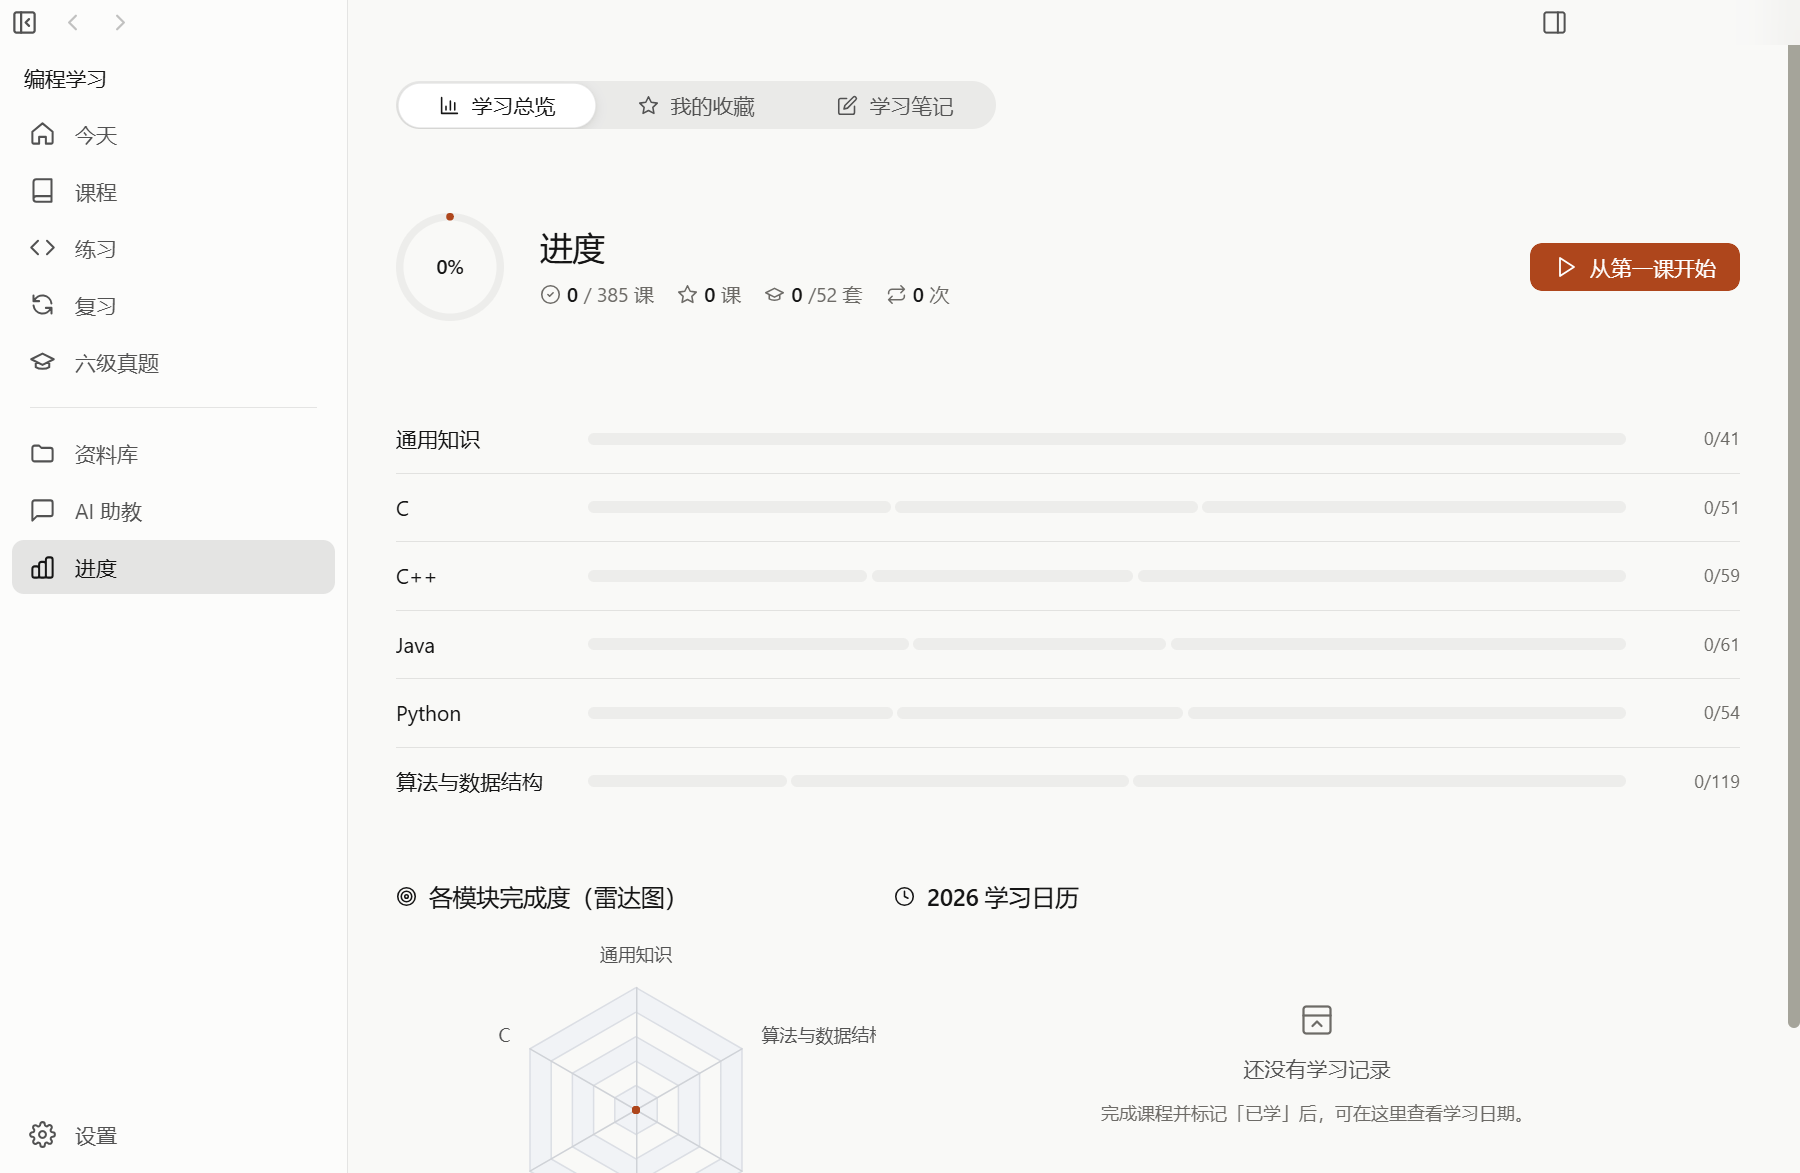 编程学习
今天
课程
练习
复习
六级真题
资料库
AI 助教
进度
设置
学习总览
我的收藏
学习笔记
0%
进度
0 / 385 课
0 课
0 /52 套
0 次
从第一课开始
通用知识
0/41
C
0/51
C++
0/59
Java
0/61
Python
0/54
算法与数据结构
0/119
各模块完成度（雷达图）
通用知识
C
算法与数据结
2026 学习日历
还没有学习记录
完成课程并标记「已学」后，可在这里查看学习日期。